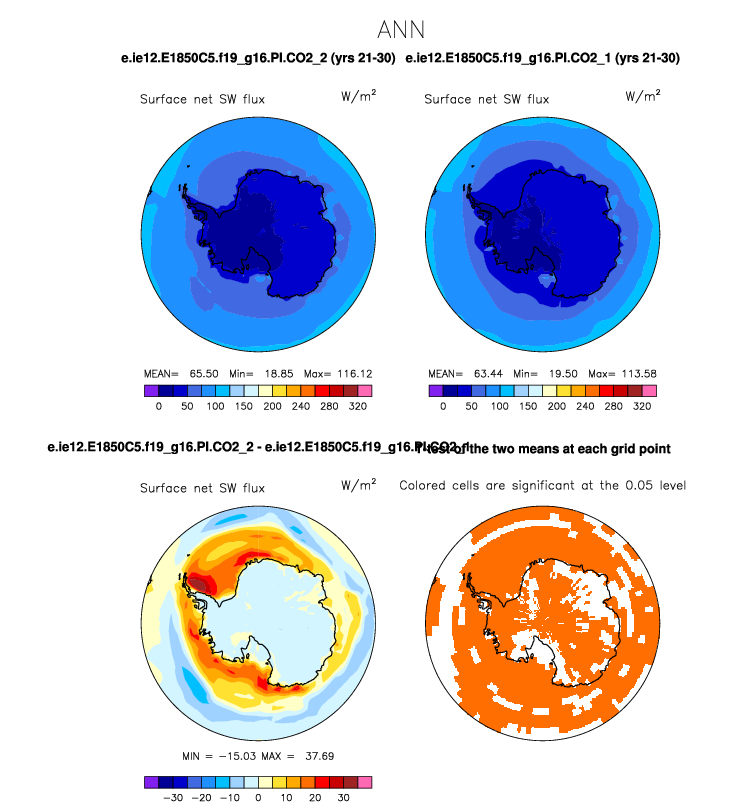 ANN
e.ie12.E1850C5.f19_g16.PI.CO2_2 (yrs 21-30) e.ie12.E1850C5.f19_g16.PI.CO2_1 (yrs 21-30)
Surface net SW flux W/m² Surface net SW flux W/m²
MEAN= 65.50 Min= 18.85 Max= 116.12 MEAN= 63.44 Min= 19.50 Max= 113.58
0 50 100 150 200 240 280 320 0 50 100 150 200 240 280 320
e.ie12.E1850C5.f19_g16.PI.CO2_2 - e.ie12.E1850C5.f19_g16.PI.CO2_1 T-test of the two means at each grid point
Surface net SW flux W/m² Colored cells are significant at the 0.05 level
MIN = −15.03 MAX = 37.69
−30 −20 −10 0 10 20 30